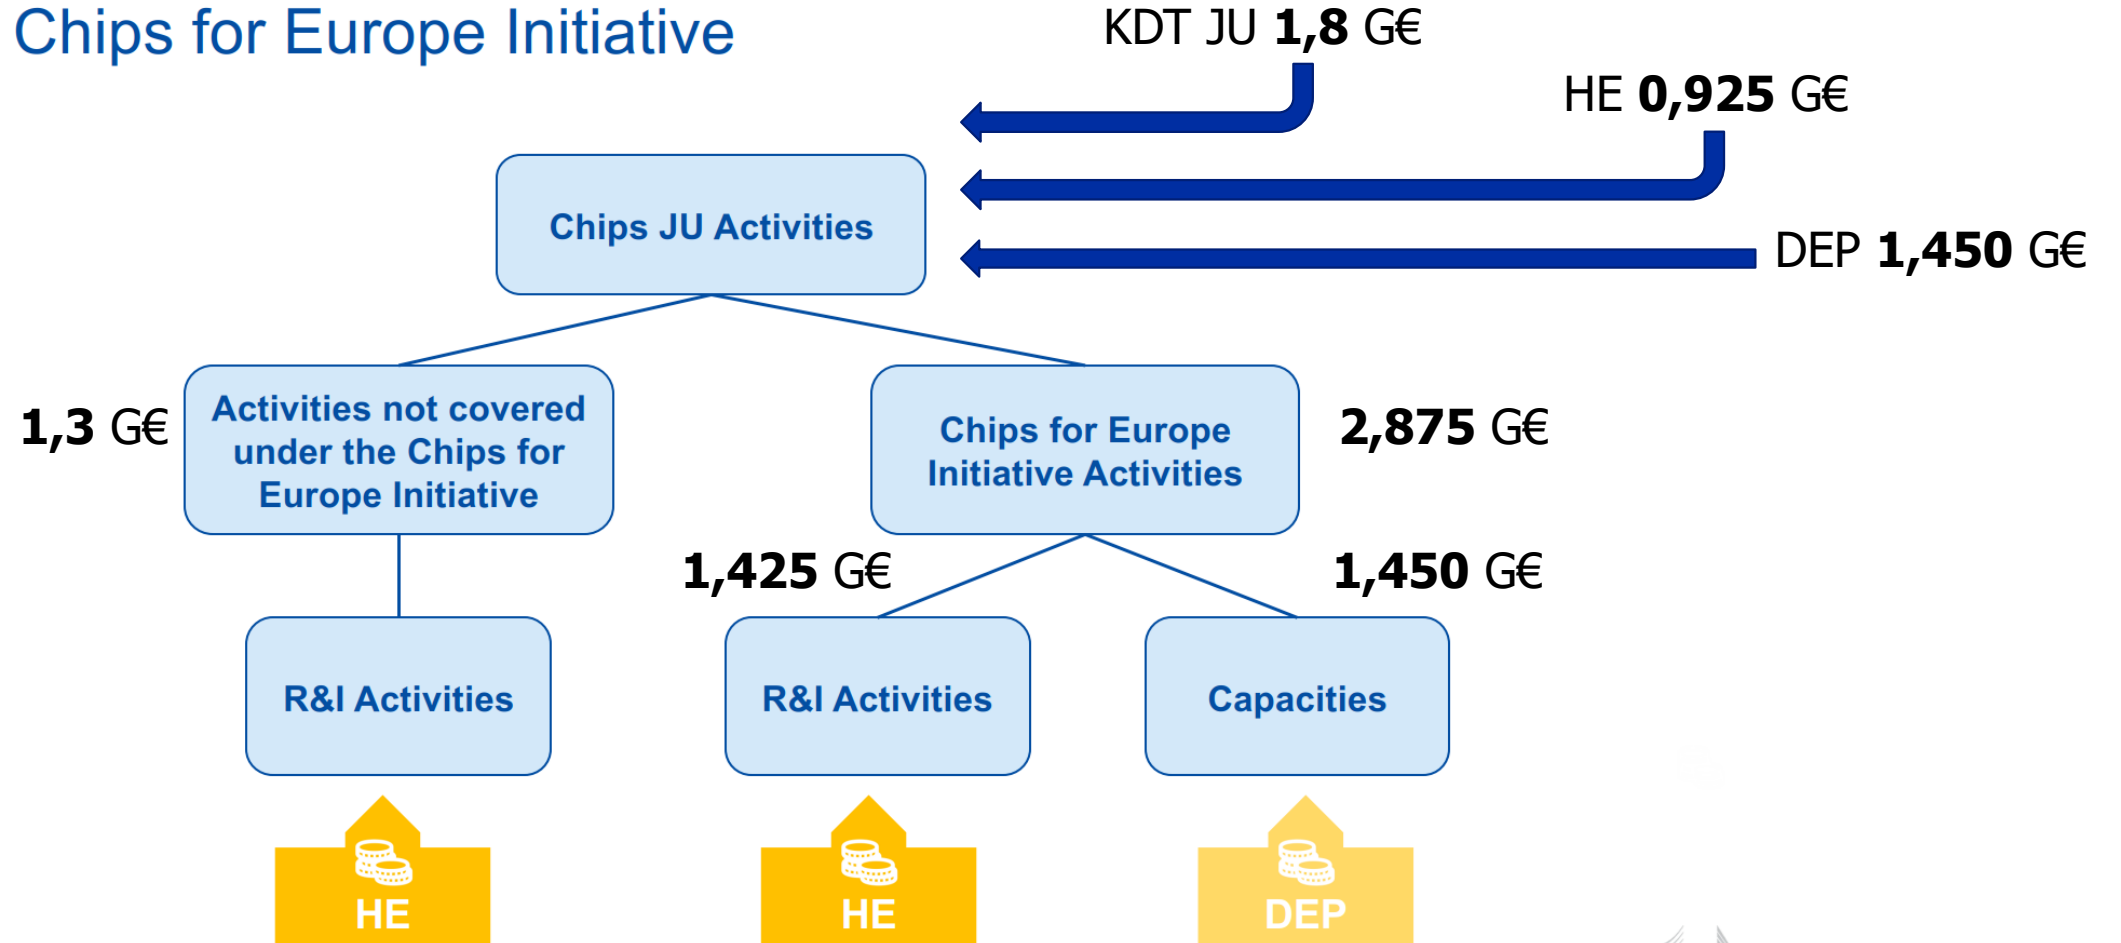 Chips for Europe Initiative
KDT JU 1,8 G€
HE 0,925 G€
DEP 1,450 G€
Chips JU Activities
1,3 G€
Activities not covered
under the Chips for
Europe Initiative
Chips for Europe
Initiative Activities
2,875 G€
1,425 G€
1,450 G€
R&I Activities
R&I Activities
Capacities
HE
HE
DEP